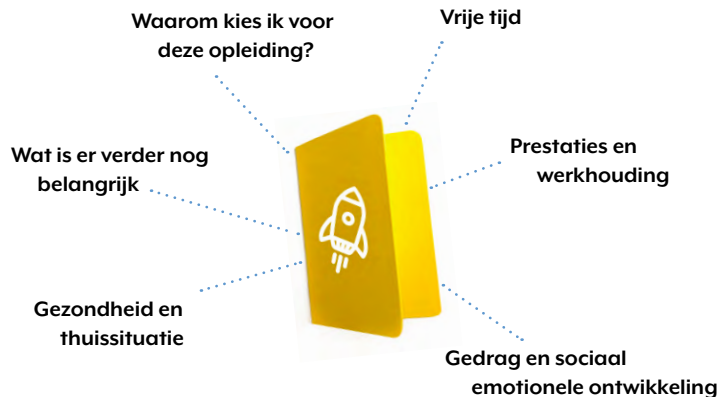 Waarom kies ik voor
deze opleiding?
Vrije tijd
Prestaties en
werkhouding
Wat is er verder nog
belangrijk
Gezondheid en
thuissituatie
Gedrag en sociaal
emotionele ontwikkeling